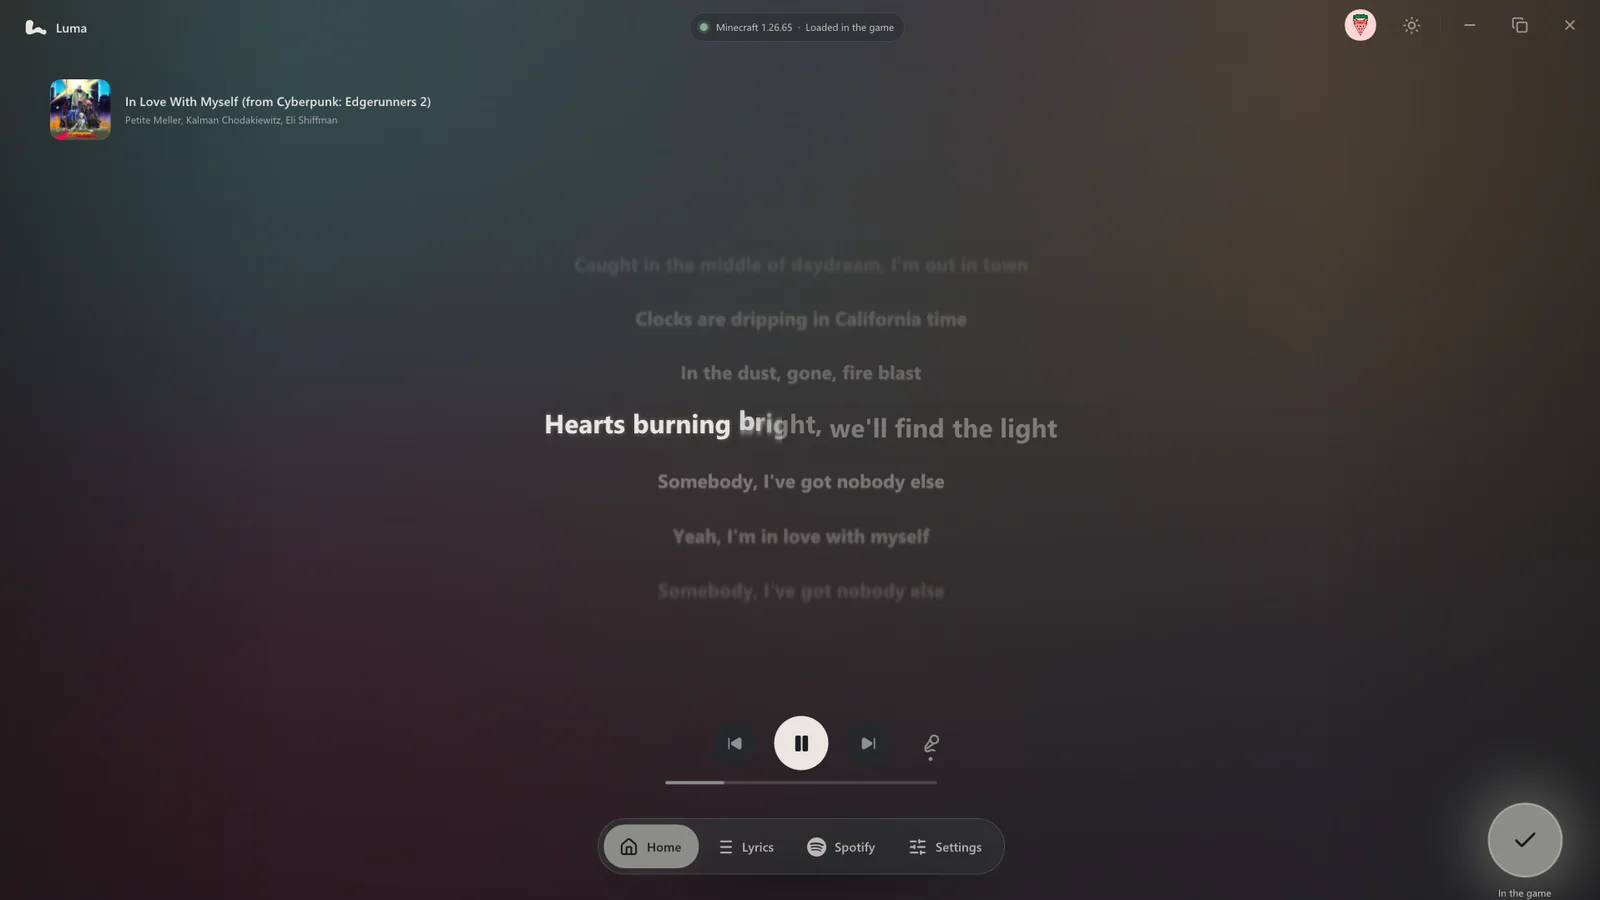 Luma
Minecraft 1.26.65 · Loaded in the game
In Love With Myself (from Cyberpunk: Edgerunners 2)
Petite Meller, Kalman Chodakiewitz, Eli Shiffman
Caught in the middle of daydream, I'm out in town
Clocks are dripping in California time
In the dust, gone, fire blast
Hearts burning bright, we'll find the light
Somebody, I've got nobody else
Yeah, I'm in love with myself
Somebody, I've got nobody else
Home
Lyrics
Spotify
Settings
In the game